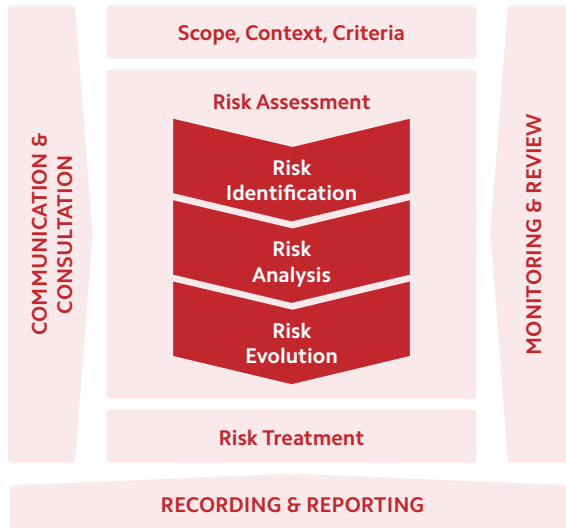 Scope, Context, Criteria
COMMUNICATION &
CONSULTATION
Risk Assessment
Risk
Identification
Risk
Analysis
Risk
Evolution
MONITORING & REVIEW
Risk Treatment
RECORDING & REPORTING